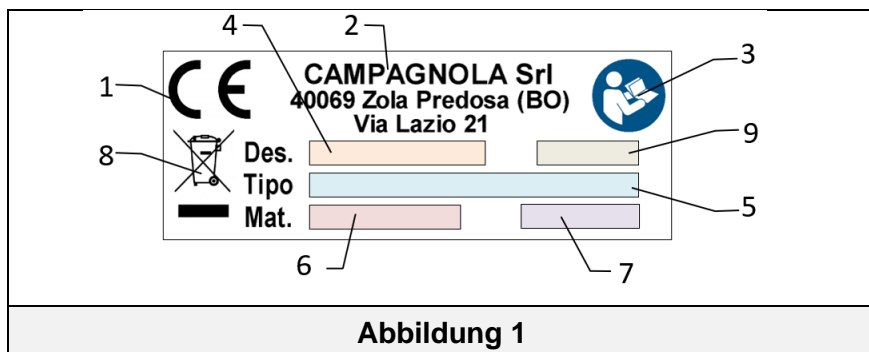 4 2
1 3
CE CAMPAGNOLA Srl
40069 Zola Predosa (BO)
Via Lazio 21
9
8 Des.
Tipo
5
Mat.
6 7
Abbildung 1